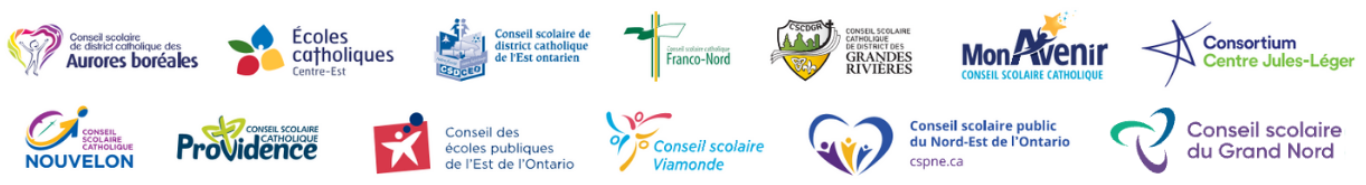 Conseil scolaire
de district catholique des
Aurores boréales
Écoles
catholiques
Centre-Est
CSDCEO
Conseil scolaire de
district catholique
de l'Est ontarien
Conseil scolaire catholique
Franco-Nord
CSCDGR
CONSEIL SCOLAIRE
CATHOLIQUE
DE DISTRICT DES
GRANDES
RIVIÈRES
MonAvenir
CONSEIL SCOLAIRE CATHOLIQUE
Consortium
Centre Jules-Léger
CONSEIL
SCOLAIRE
CATHOLIQUE
NOUVELON
CONSEIL SCOLAIRE
CATHOLIQUE
Providence
Conseil des
écoles publiques
de l'Est de l'Ontario
Conseil scolaire
Viamonde
Conseil scolaire public
du Nord-Est de l'Ontario
cspne.ca
Conseil scolaire
du Grand Nord